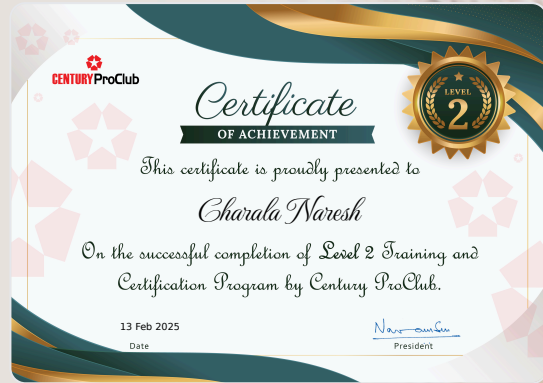 CENTURY ProClub
Certificate
OF ACHIEVEMENT
LEVEL
2
This certificate is proudly presented to
Gharala Naresh
On the successful completion of Level 2 Training and
Certification Program by Century ProClub.
13 Feb 2025
Date
President